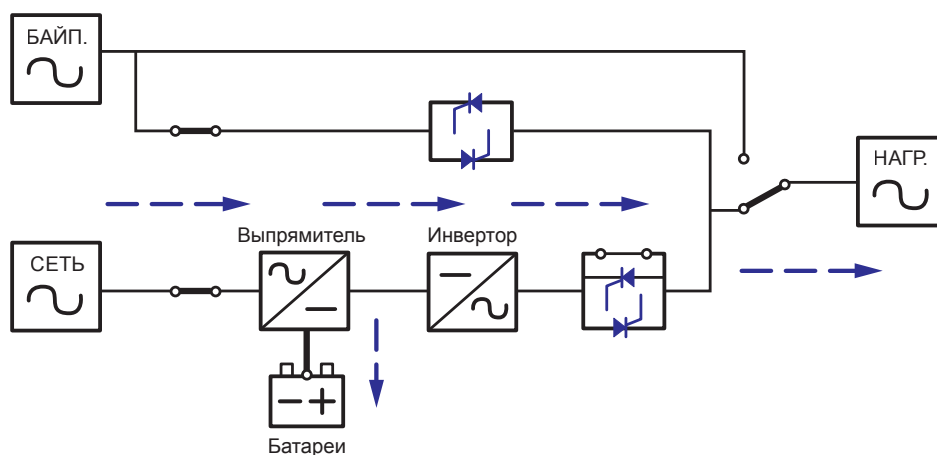 БАЙП.
НАГР.
Выпрямитель
Инвертор
СЕТЬ
Батареи